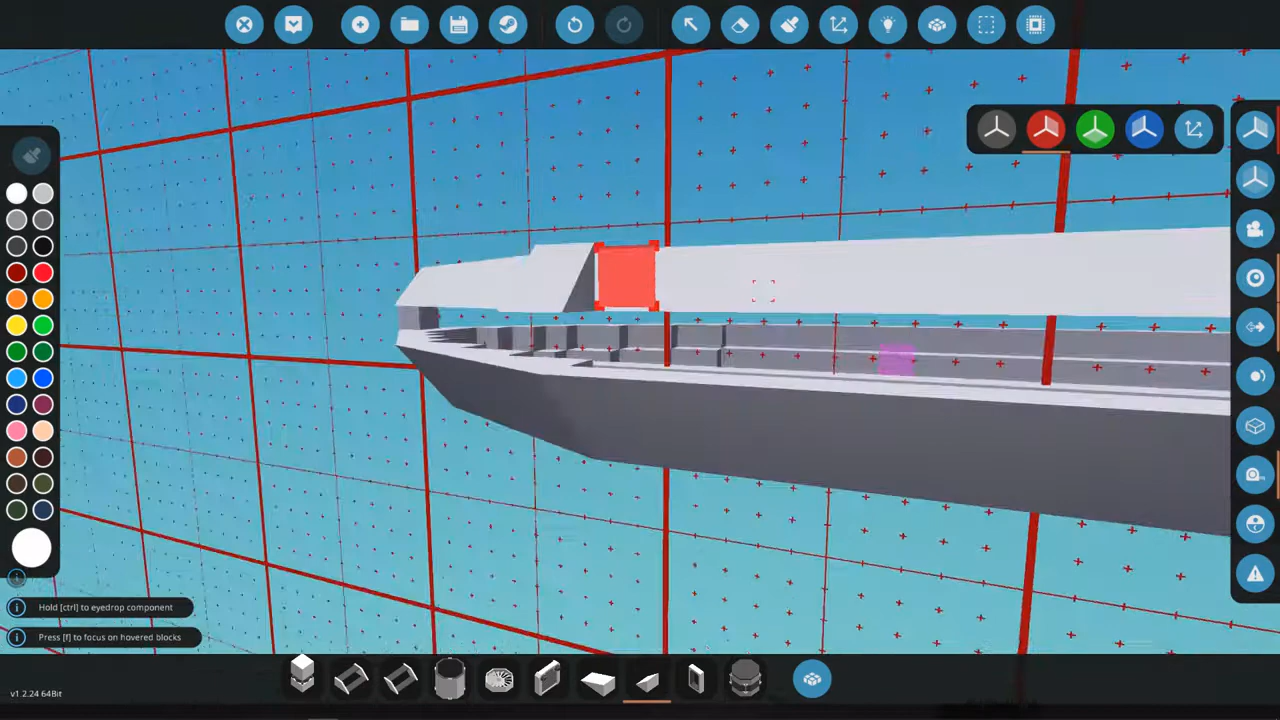 Hold [ctrl] to eyedrop component
Press [f] to focus on hovered blocks
v1.2.24 64Bit